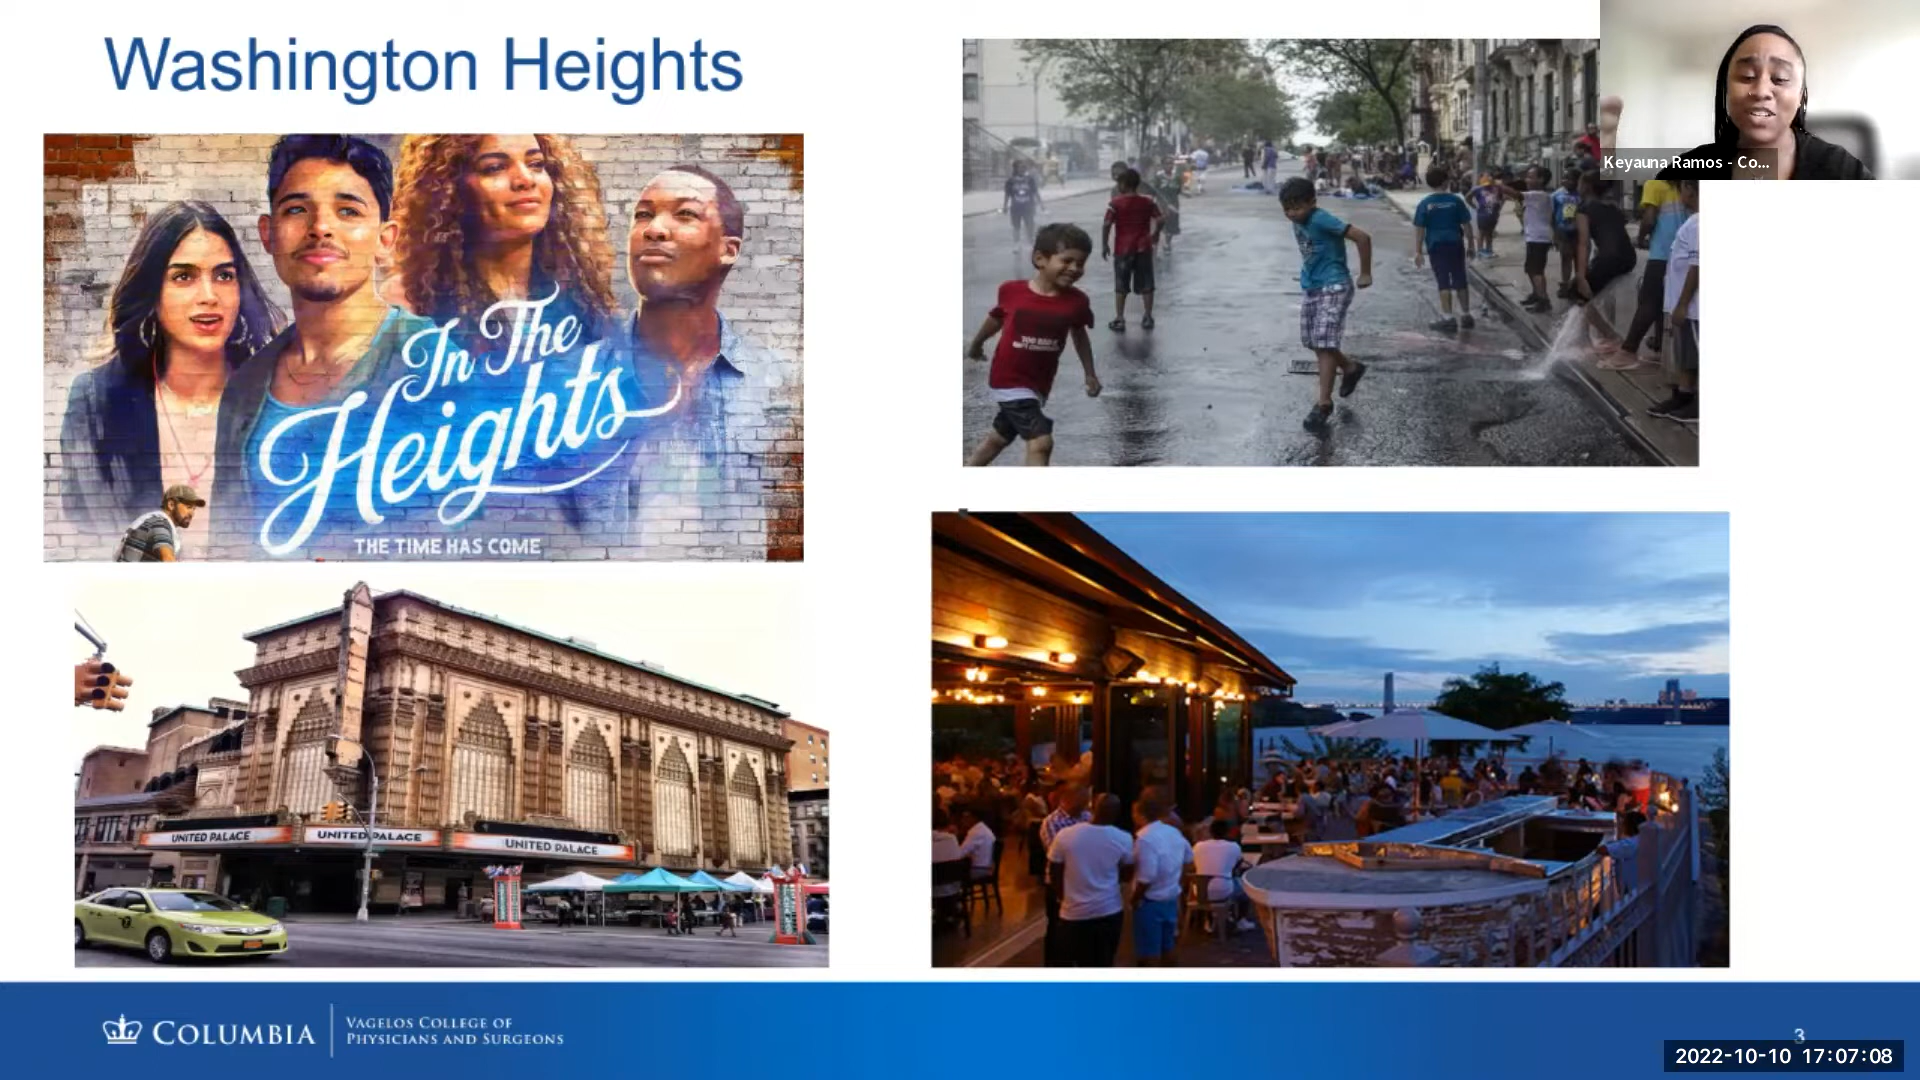 Washington Heights
In The
Heights
THE TIME HAS COME
UNITED PALACE
UNITED PALACE
UNITED PALACE
Keyauna Ramos - Co...
COLUMBIA
VAGELOS COLLEGE OF
PHYSICIANS AND SURGEONS
3
2022-10-10 17:07:08